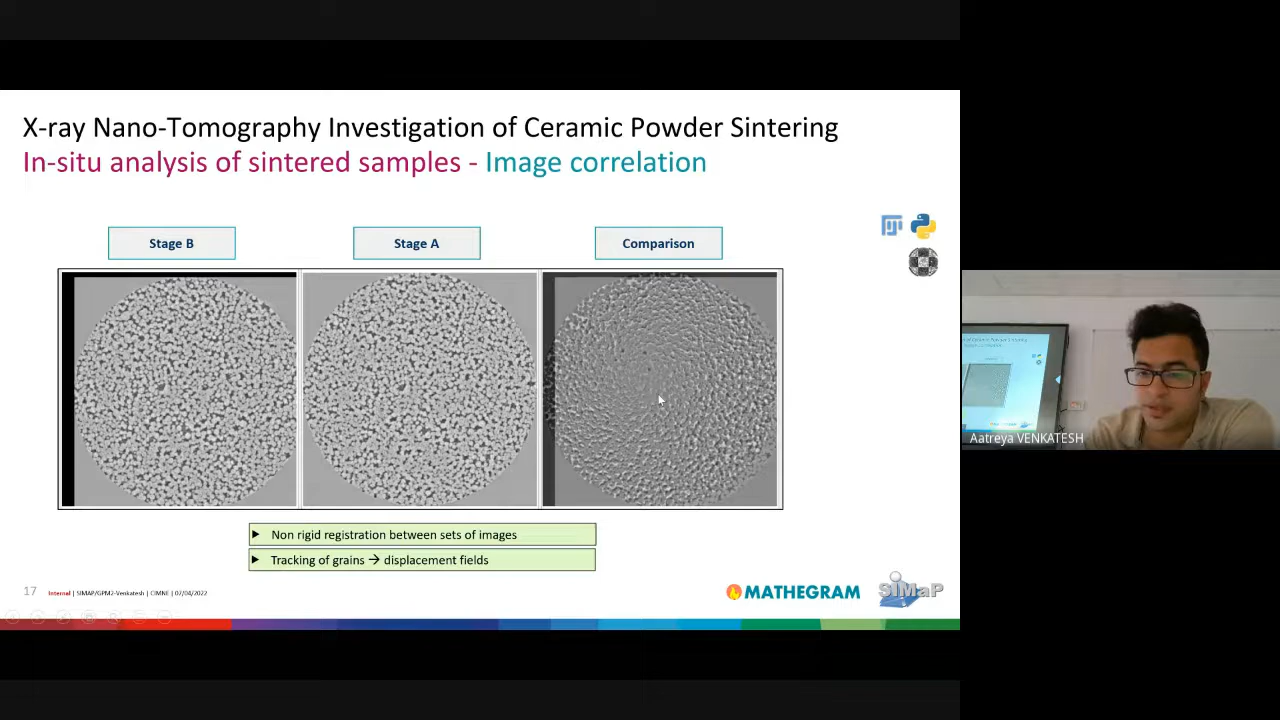 X-ray Nano-Tomography Investigation of Ceramic Powder Sintering
In-situ analysis of sintered samples - Image correlation
Stage B
Stage A
Comparison
Non rigid registration between sets of images
Tracking of grains → displacement fields
17 Internal | SIMAP/GPM2-Venkatesh | CIMNE | 07/04/2022
MATHEGRAM
SiMaP
Aatreya VENKATESH